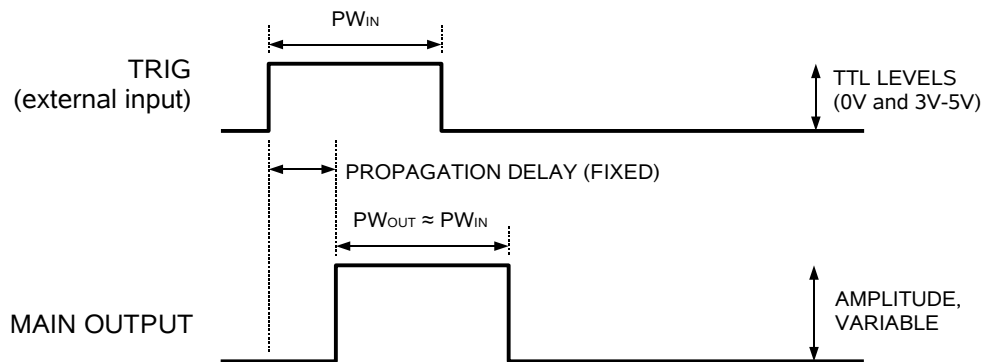 PWIN
TRIG
(external input)
TTL LEVELS
(0V and 3V-5V)
PROPAGATION DELAY (FIXED)
PWOUT ≈ PWIN
MAIN OUTPUT
AMPLITUDE,
VARIABLE